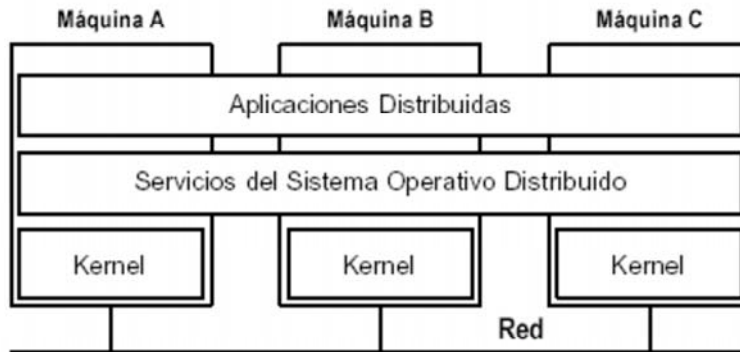 Máquina A Máquina B Máquina C
Aplicaciones Distribuidas
Servicios del Sistema Operativo Distribuido
Kernel Kernel Kernel
Red